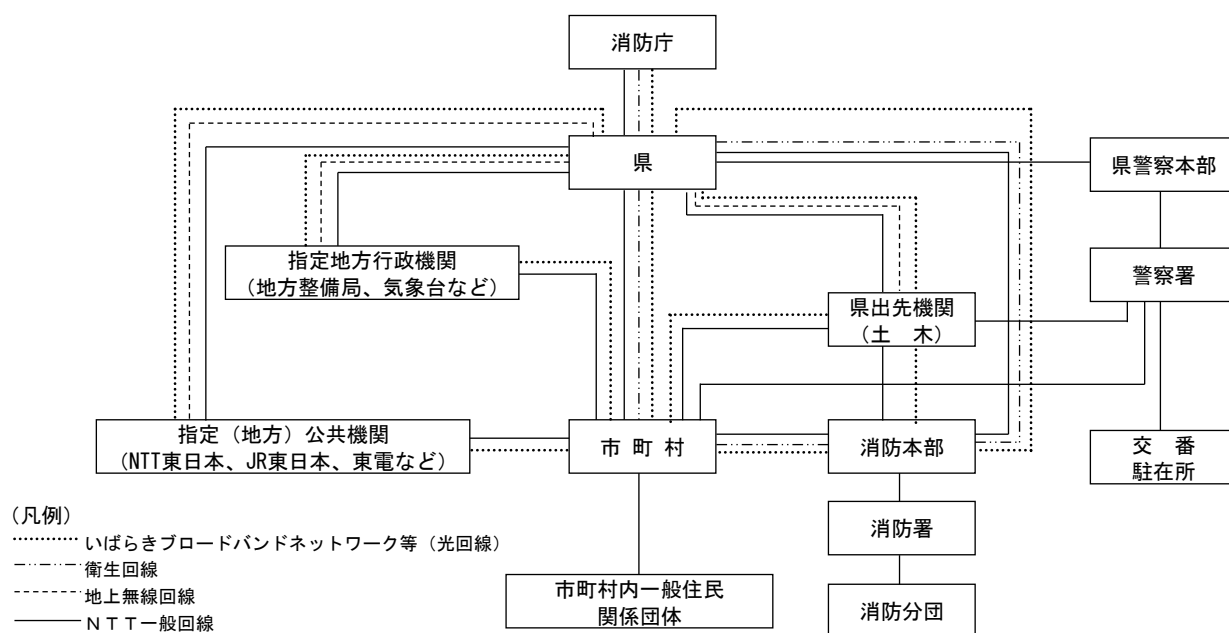 消防庁
県
県警察本部
指定地方行政機関
（地方整備局、気象台など）
警察署
県出先機関
（土　木）
指定（地方）公共機関
（NTT東日本、JR東日本、東電など）
市 町 村
消防本部
交　番
駐在所
（凡例）
いばらきブロードバンドネットワーク等（光回線）
衛生回線
地上無線回線
ＮＴＴ一般回線
消防署
市町村内一般住民
関係団体
消防分団